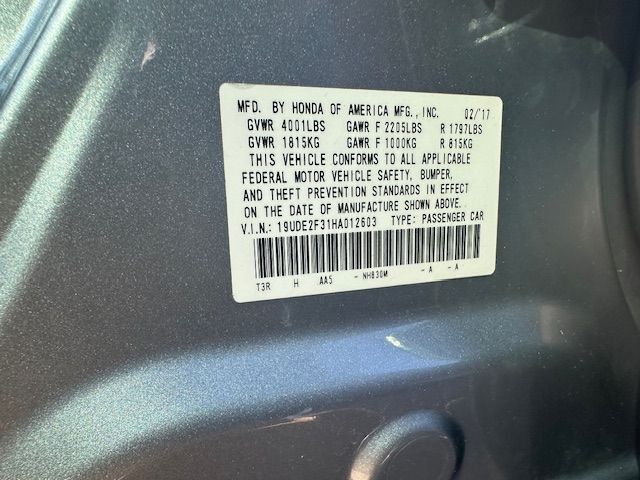 MFD. BY HONDA OF AMERICA MFG., INC. 02/'17
GVWR 4001LBS GAWR F 2205LBS R 1797LBS
GVWR 1815KG GAWR F 1000KG R 815KG
THIS VEHICLE CONFORMS TO ALL APPLICABLE
FEDERAL MOTOR VEHICLE SAFETY, BUMPER,
AND THEFT PREVENTION STANDARDS IN EFFECT
ON THE DATE OF MANUFACTURE SHOWN ABOVE.
V.I.N.: 19UDE2F31HA012603 TYPE: PASSENGER CAR
T3R H AA5 -NH830M -A -A